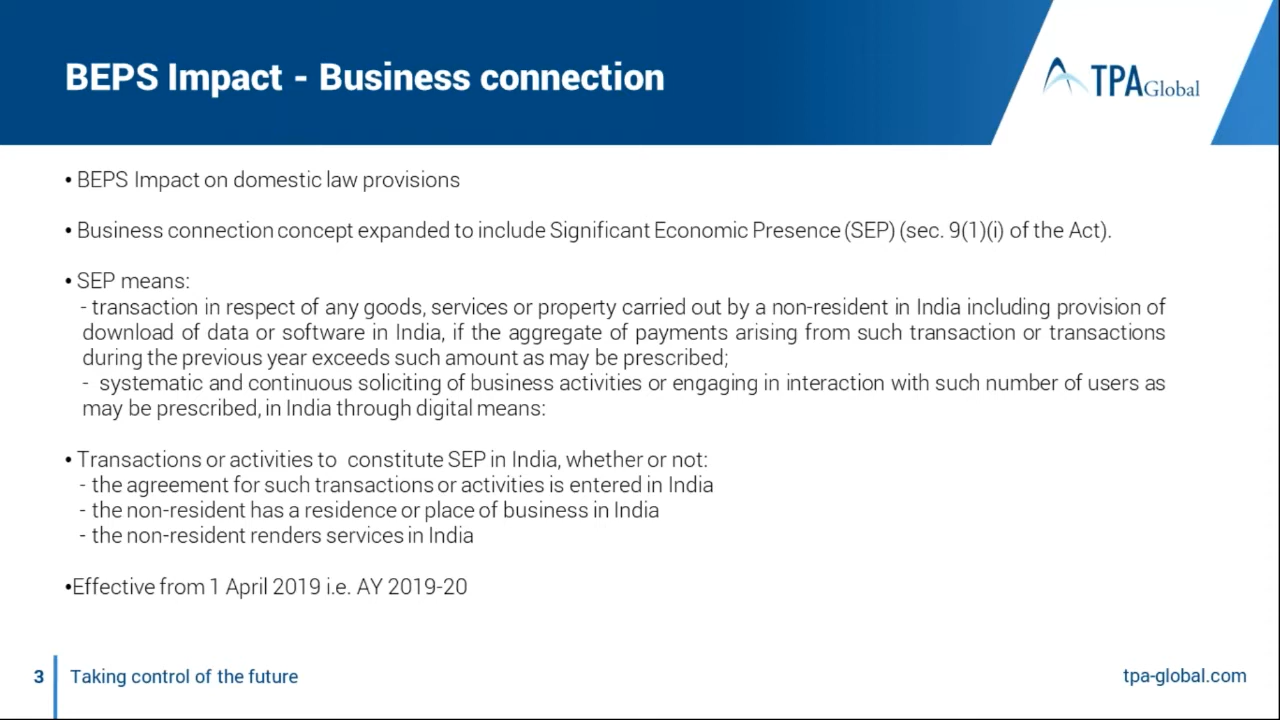 BEPS Impact - Business connection
TPA Global
• BEPS Impact on domestic law provisions
• Business connection concept expanded to include Significant Economic Presence (SEP) (sec. 9(1)(i) of the Act).
• SEP means:
- transaction in respect of any goods, services or property carried out by a non-resident in India including provision of
download of data or software in India, if the aggregate of payments arising from such transaction or transactions
during the previous year exceeds such amount as may be prescribed;
- systematic and continuous soliciting of business activities or engaging in interaction with such number of users as
may be prescribed, in India through digital means:
• Transactions or activities to constitute SEP in India, whether or not:
- the agreement for such transactions or activities is entered in India
- the non-resident has a residence or place of business in India
- the non-resident renders services in India
•Effective from 1 April 2019 i.e. AY 2019-20
3 Taking control of the future
tpa-global.com